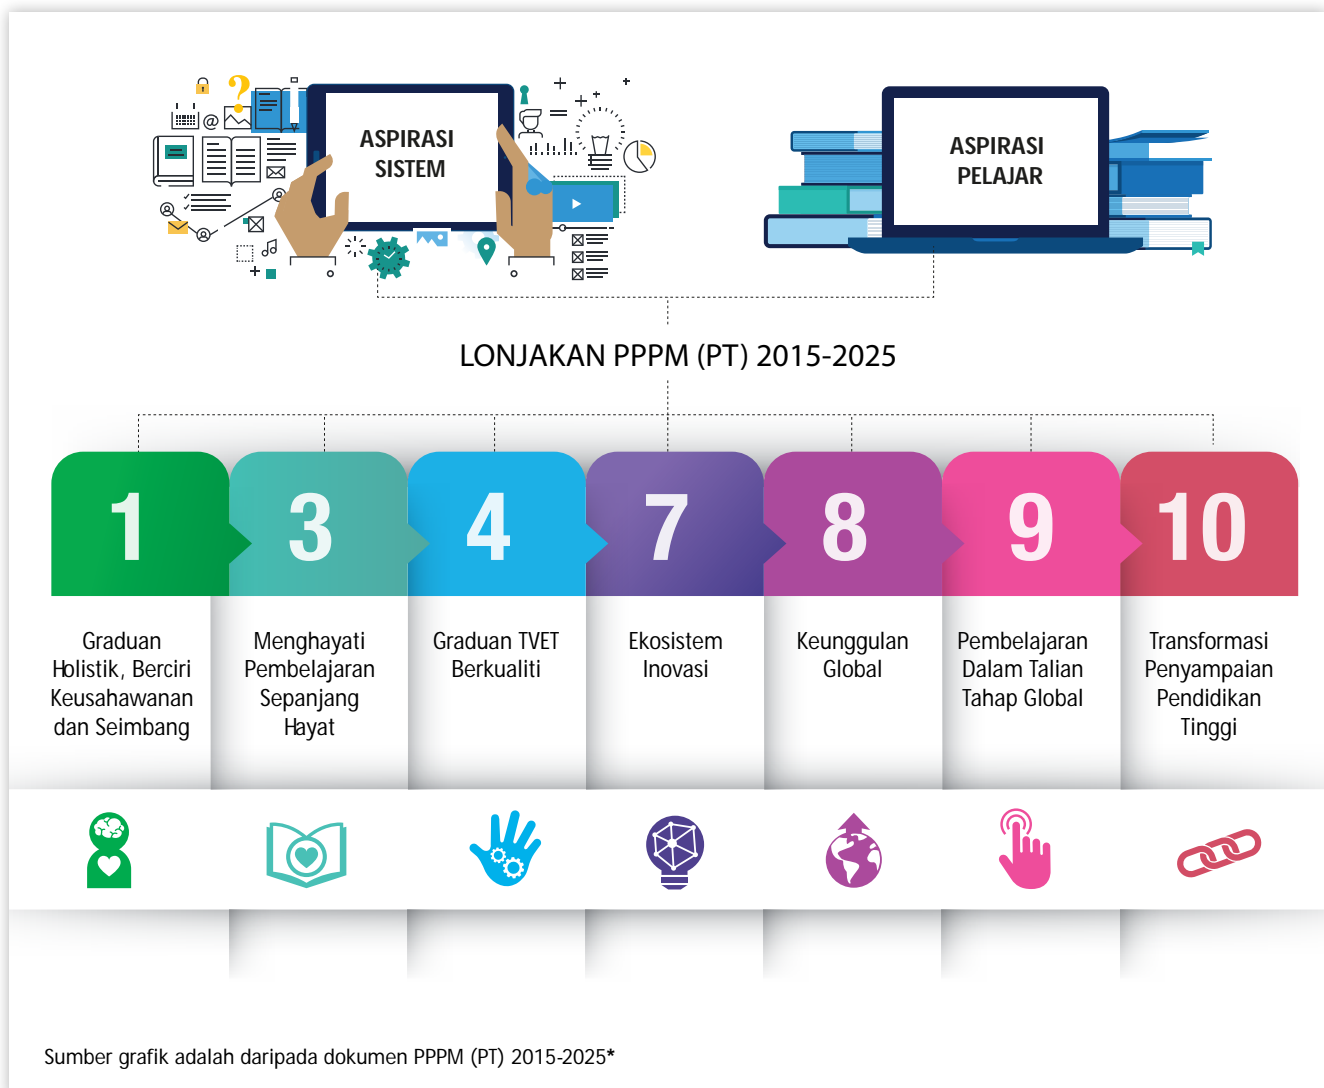 ASPIRASI
SISTEM
ASPIRASI
PELAJAR
LONJAKAN PPPM (PT) 2015-2025
1
3
4
7
8
9
10
Graduan
Holistik, Berciri
Keusahawanan
dan Seimbang
Menghayati
Pembelajaran
Sepanjang
Hayat
Graduan TVET
Berkualiti
Ekosistem
Inovasi
Keunggulan
Global
Pembelajaran
Dalam Talian
Tahap Global
Transformasi
Penyampaian
Pendidikan
Tinggi
Sumber grafik adalah daripada dokumen PPPM (PT) 2015-2025*